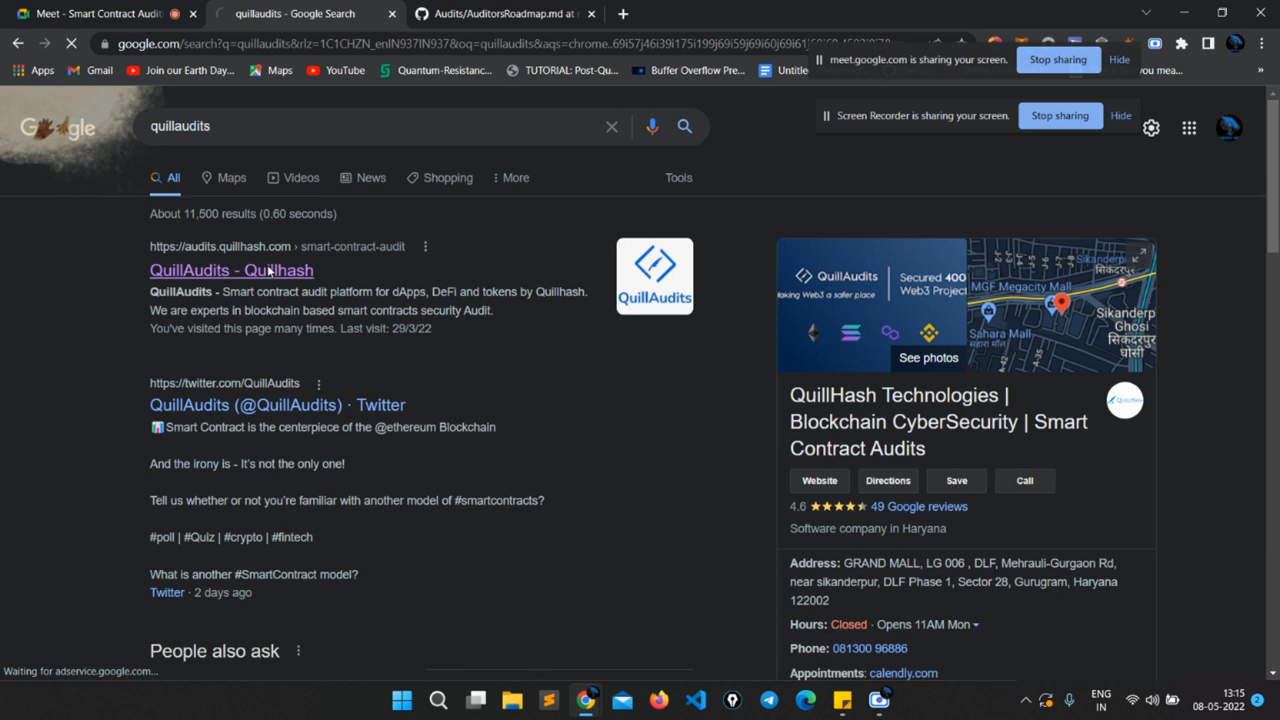 Meet - Smart Contract Audit
quillaudits - Google Search
Audits/AuditorsRoadmap.md at
google.com/search?q=quillaudits&rlz=1C1CHZN_enIN937IN937&oq=quillaudits&aqs=chrome..
Apps
Gmail
Join our Earth Day...
Maps
YouTube
Quantum-Resistanc...
TUTORIAL: Post-Qu...
Buffer Overflow Pre...
meet.google.com is sharing your screen.
Stop sharing
Hide
Google
quillaudits
Screen Recorder is sharing your screen.
Stop sharing
Hide
All
Maps
Videos
News
Shopping
More
Tools
About 11,500 results (0.60 seconds)
https://audits.quillhash.com › smart-contract-audit
QuillAudits - Quillhash
QuillAudits - Smart contract audit platform for dApps, DeFi and tokens by Quillhash.
We are experts in blockchain based smart contracts security Audit.
You've visited this page many times. Last visit: 29/3/22
QuillAudits
https://twitter.com/QuillAudits
QuillAudits (@QuillAudits) · Twitter
Smart Contract is the centerpiece of the @ethereum Blockchain
And the irony is - It's not the only one!
Tell us whether or not you're familiar with another model of #smartcontracts?
#poll | #Quiz | #crypto | #fintech
What is another #SmartContract model?
Twitter · 2 days ago
People also ask
QuillAudits
Secured 400
Making Web3 a safer place
Web3 Project
See photos
MGF Megacity Mall
Sahara Mall
सहारा मॉल
Sikanderp
Ghosi
सिकंदरपुर
घोसी
QuillHash Technologies |
Blockchain CyberSecurity | Smart
Contract Audits
Website
Directions
Save
Call
4.6
49 Google reviews
Software company in Haryana
Address: GRAND MALL, LG 006 , DLF, Mehrauli-Gurgaon Rd,
near sikanderpur, DLF Phase 1, Sector 28, Gurugram, Haryana
122002
Hours: Closed · Opens 11AM Mon
Phone: 081300 96886
Appointments: calendly.com
Waiting for adservice.google.com...
ENG
IN
13:15
08-05-2022
2